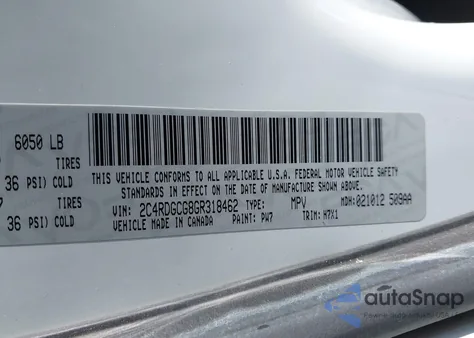 6050 LB
TIRES
36 PSI) COLD
7 TIRES
36 PSI) COLD
THIS VEHICLE CONFORMS TO ALL APPLICABLE U.S.A. FEDERAL MOTOR VEHICLE SAFETY
STANDARDS IN EFFECT ON THE DATE OF MANUFACTURE SHOWN ABOVE.
VIN: 2C4RDGCG8GR318462 TYPE: MPV MDH: 021012 509AA
VEHICLE MADE IN CANADA PAINT: PW7 TRIM: H7X1
autoSnap